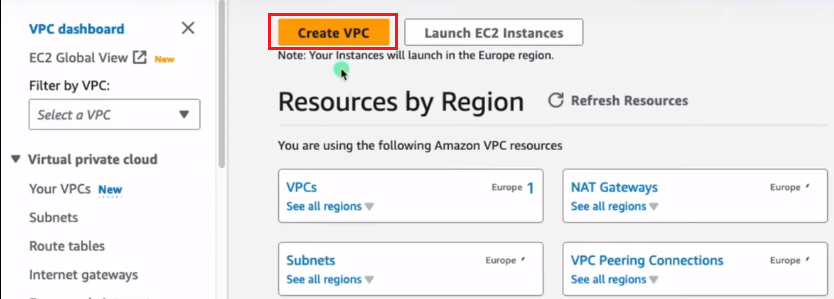 VPC dashboard
EC2 Global View New
Filter by VPC:
Select a VPC
Virtual private cloud
Your VPCs New
Subnets
Route tables
Internet gateways
Create VPC
Launch EC2 Instances
Note: Your Instances will launch in the Europe region.
Resources by Region
Refresh Resources
You are using the following Amazon VPC resources
VPCs Europe 1
See all regions
NAT Gateways Europe
See all regions
Subnets Europe
See all regions
VPC Peering Connections Europe
See all regions